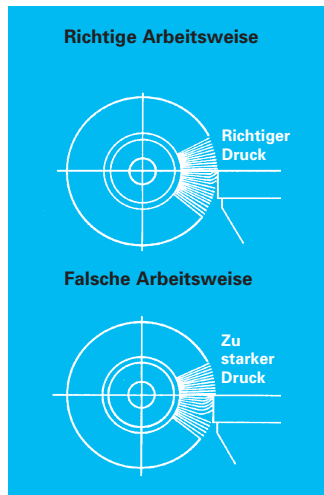 Richtige Arbeitsweise
Richtiger
Druck
Falsche Arbeitsweise
Zu
starker
Druck